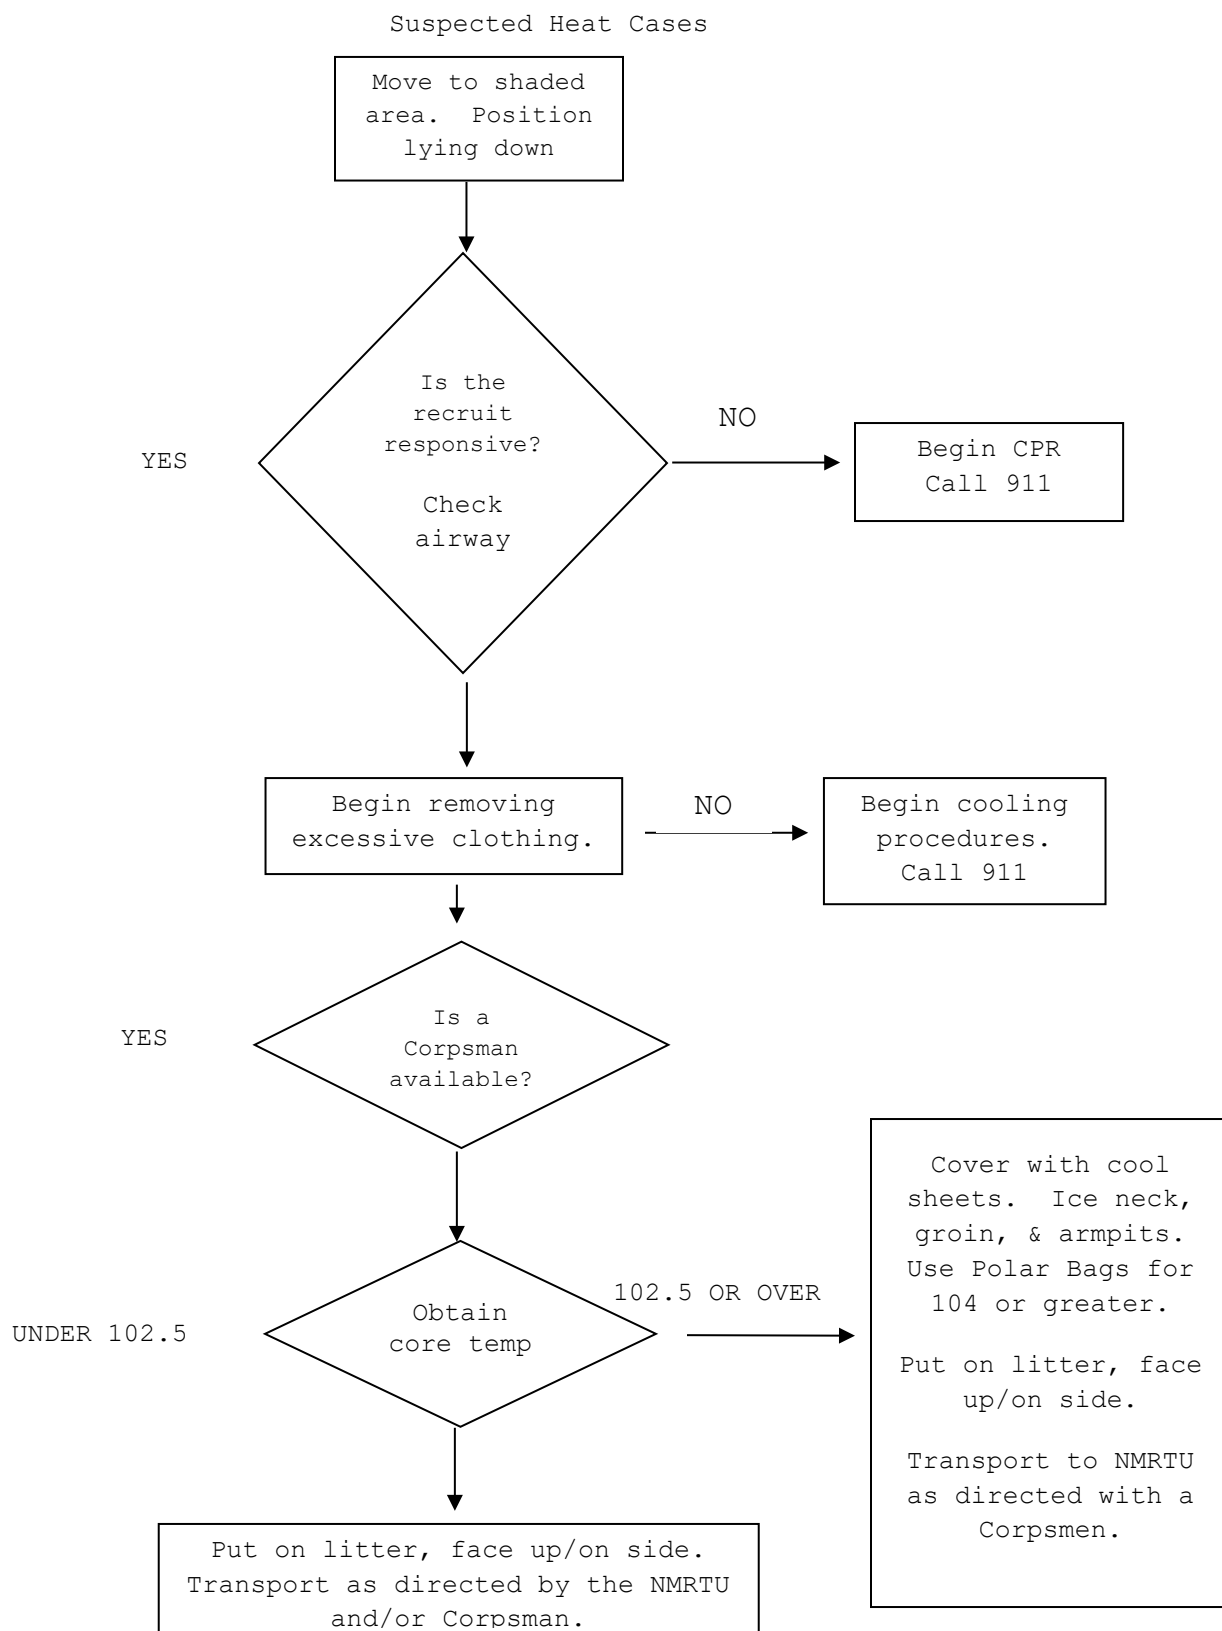 Suspected Heat Cases
Move to shaded
area.  Position
lying down
Is the
recruit
responsive?
Check
airway
YES
NO
Begin CPR
Call 911
Begin removing
excessive clothing.
NO
Begin cooling
procedures.
Call 911
YES
Is a
Corpsman
available?
Obtain
core temp
UNDER 102.5
102.5 OR OVER
Cover with cool
sheets.  Ice neck,
groin, & armpits.
Use Polar Bags for
104 or greater.
Put on litter, face
up/on side.
Transport to NMRTU
as directed with a
Corpsmen.
Put on litter, face up/on side.
Transport as directed by the NMRTU
and/or Corpsman.